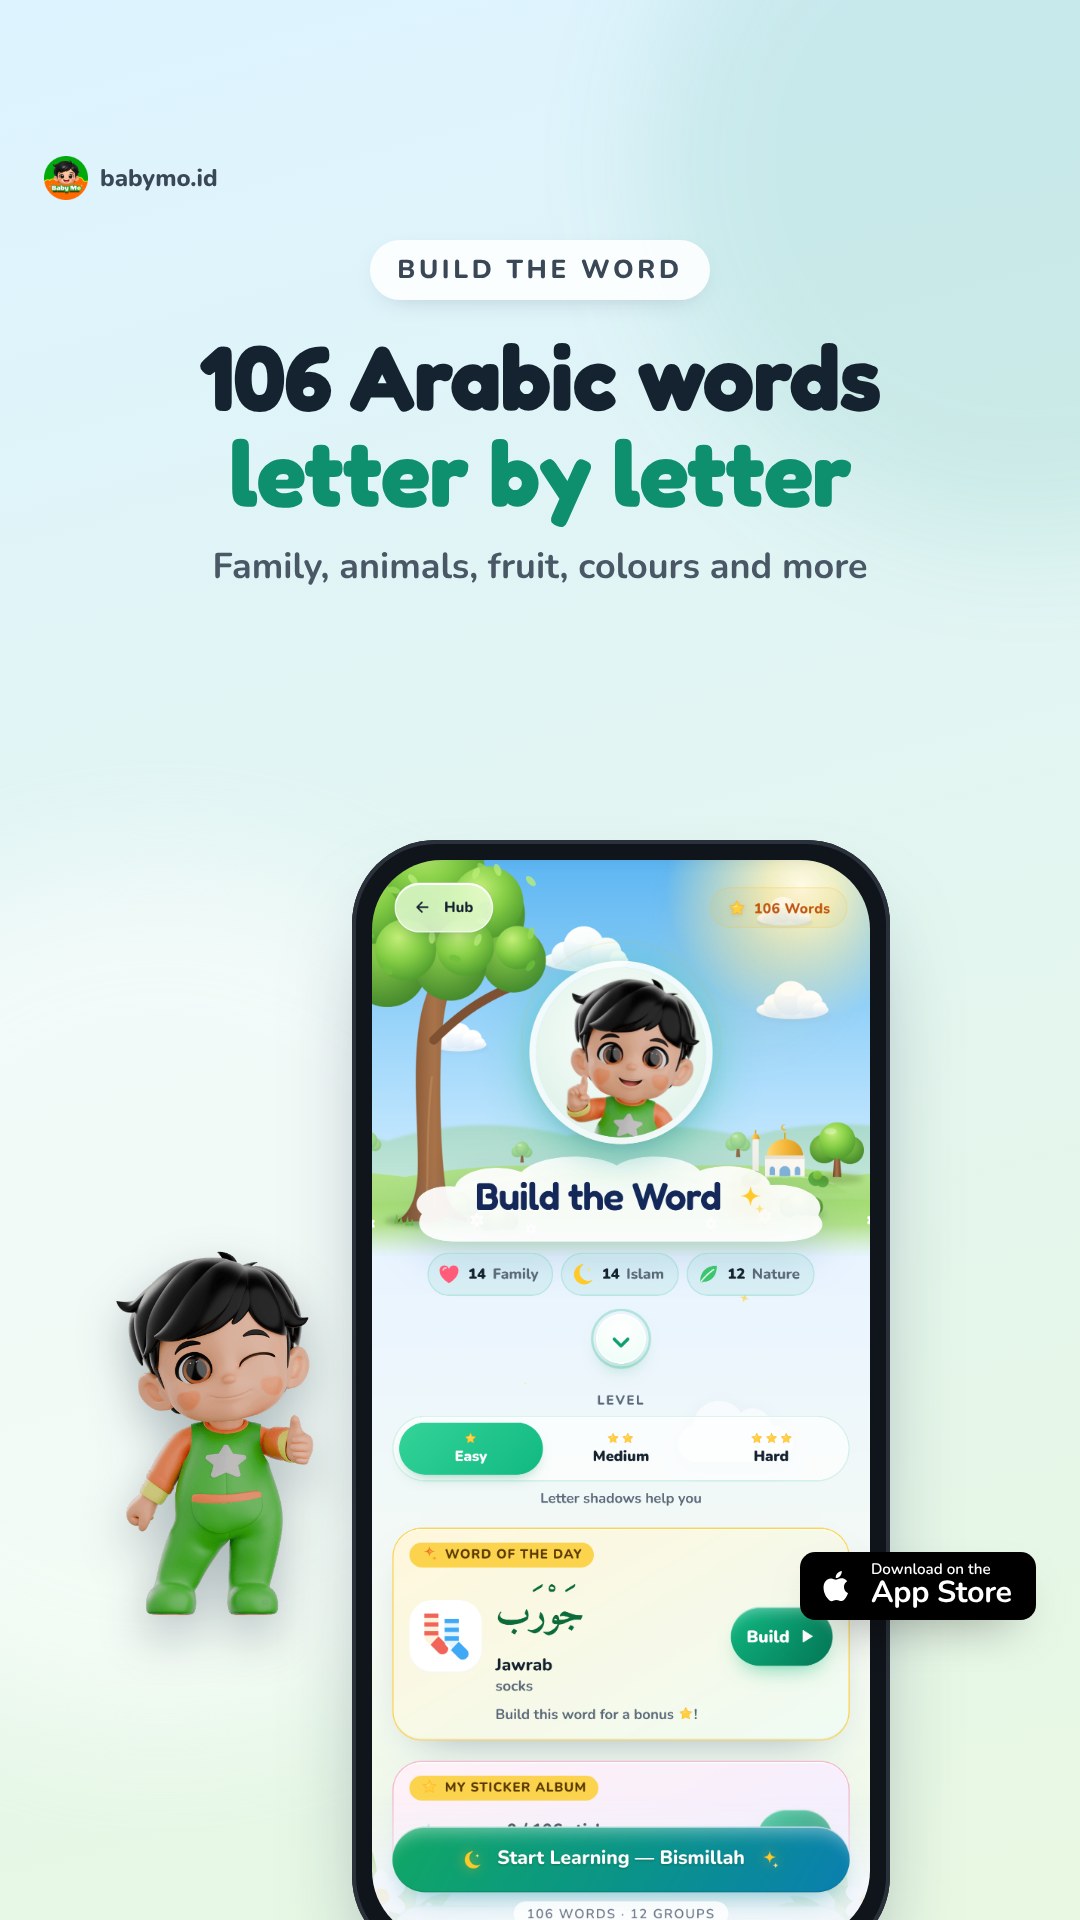 babymo.id
BUILD THE WORD
106 Arabic words
letter by letter
Family, animals, fruit, colours and more
← Hub
106 Words
Build the Word
14 Family
14 Islam
12 Nature
LEVEL
Easy
Medium
Hard
Letter shadows help you
WORD OF THE DAY
جَوْرَب
Jawrab
socks
Build this word for a bonus ⭐!
Build
Download on the
App Store
MY STICKER ALBUM
Start Learning — Bismillah
106 WORDS · 12 GROUPS